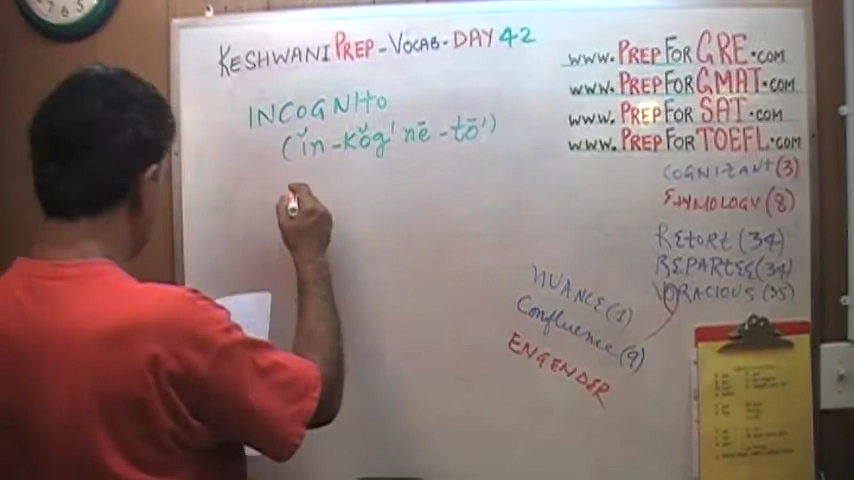 KESHWANI PREP - VOCAB - DAY 42
INCOGNITO
(ĭn - kŏg' nē - tō')
www.PREPFORGRE.com
www.PREPFORGMAT.com
www.PREPFORSAT.com
www.PREPFORTOEFL.com
COGNIZANT (3)
ETYMOLOGY (8)
RETORT (34)
REPARTEE (34)
VORACIOUS (35)
NUANCE (1)
Confluence (9)
ENGENDER